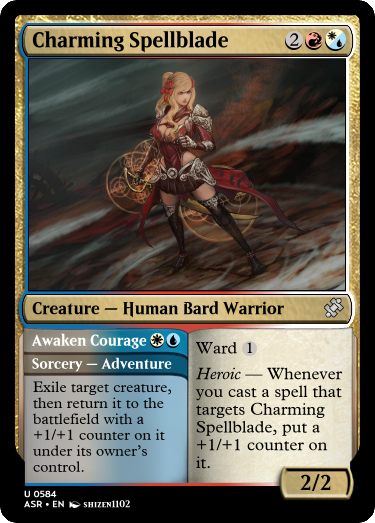 Charming Spellblade 2
Creature — Human Bard Warrior
Awaken Courage
Sorcery — Adventure
Exile target creature,
then return it to the
battlefield with a
+1/+1 counter on it
under its owner's
control.
Ward 1
Heroic — Whenever
you cast a spell that
targets Charming
Spellblade, put a
+1/+1 counter on
it.
2/2
U 0584
ASR • EN SHIZEN1102